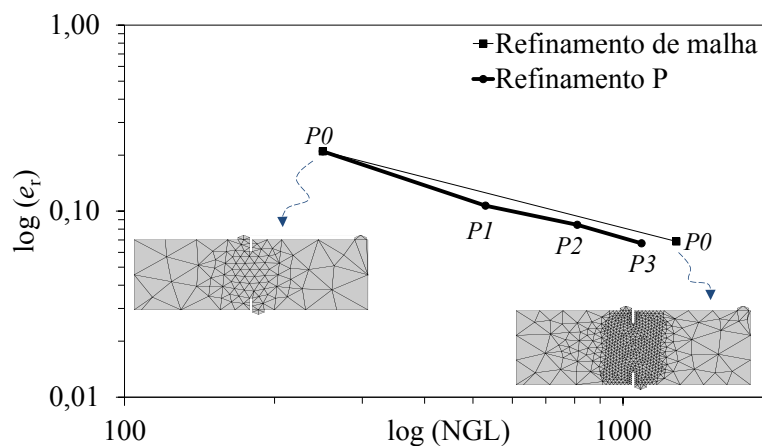 1,00
Refinamento de malha
Refinamento P
P0
log (er)
0,10
P1
P2
P3
P0
0,01
100
log (NGL)
1000